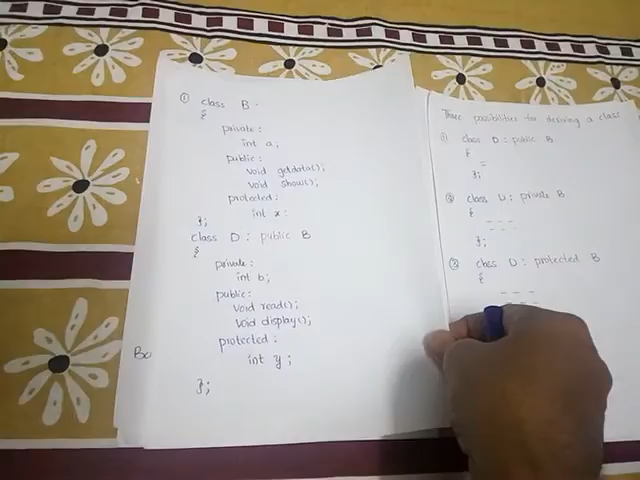 ① class B
{
private:
int a;
public:
void getdata();
void show();
protected:
int x:
};
class D: public B
{
private:
int b;
public:
void read();
void display();
protected:
int y;
};
Three possibilities for deriving a class
① class D: public B
{
=
};
② class D: private B
{
- - -
};
③ class D: protected B
{
- - -
- - -